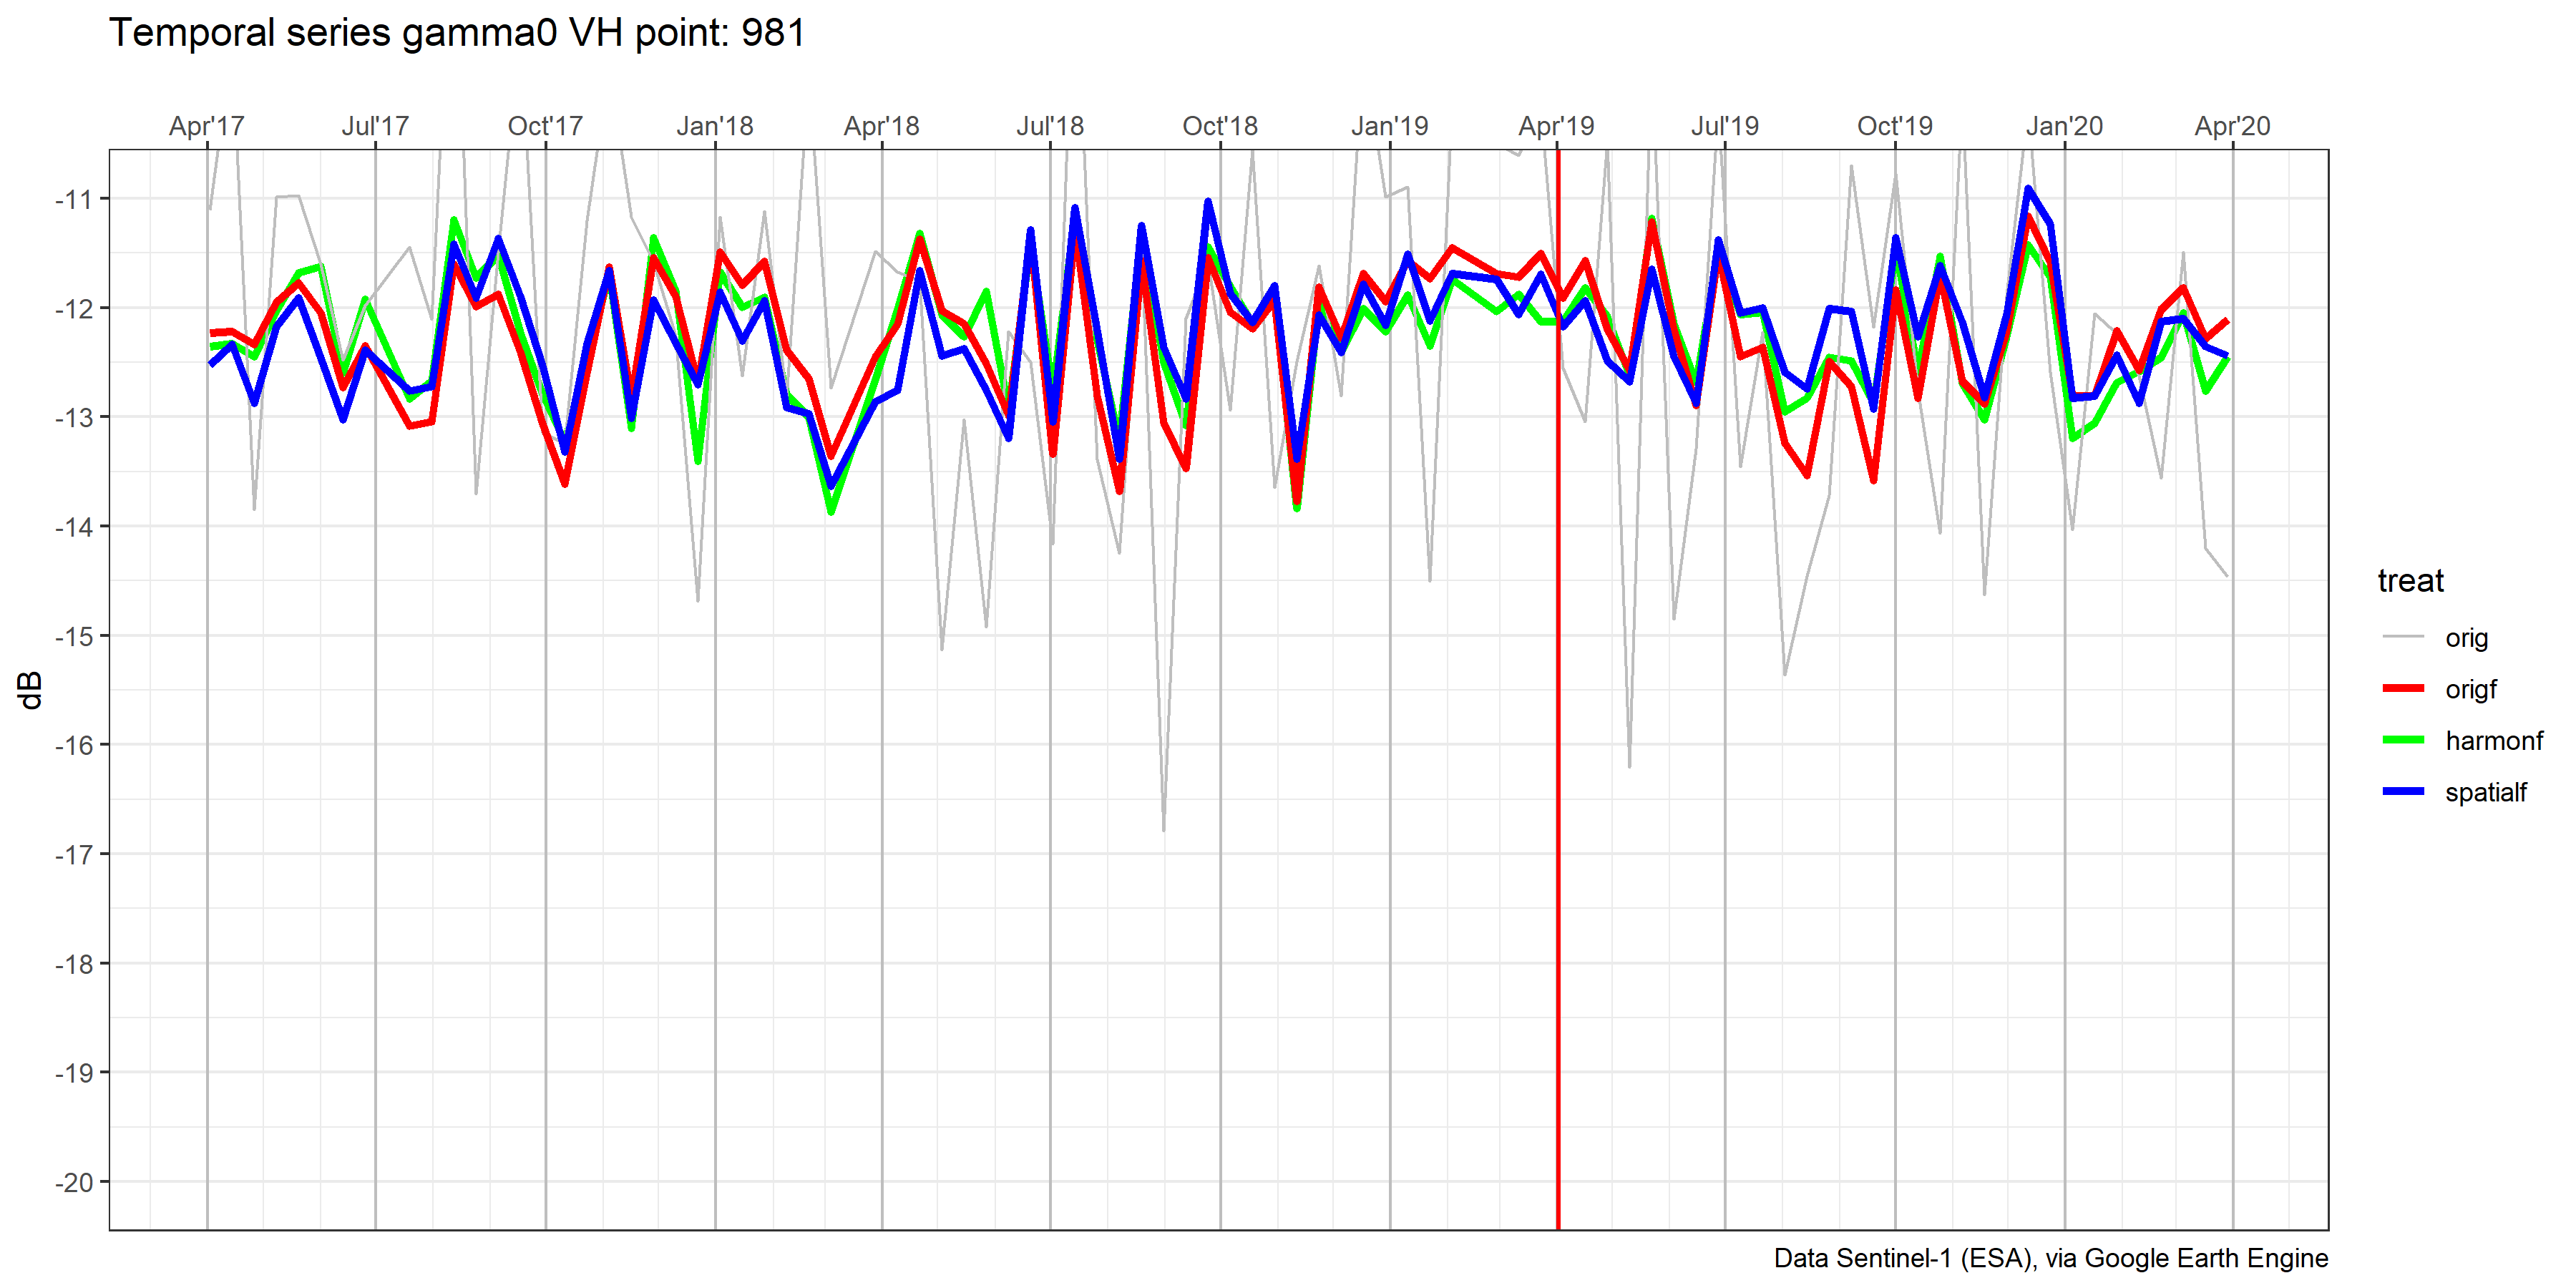 Temporal series gamma0 VH point: 981
Apr'17 Jul'17 Oct'17 Jan'18 Apr'18 Jul'18 Oct'18 Jan'19 Apr'19 Jul'19 Oct'19 Jan'20 Apr'20
-11
-12
-13
-14
-15
-16
-17
-18
-19
-20
dB
treat
orig
origf
harmonf
spatialf
Data Sentinel-1 (ESA), via Google Earth Engine